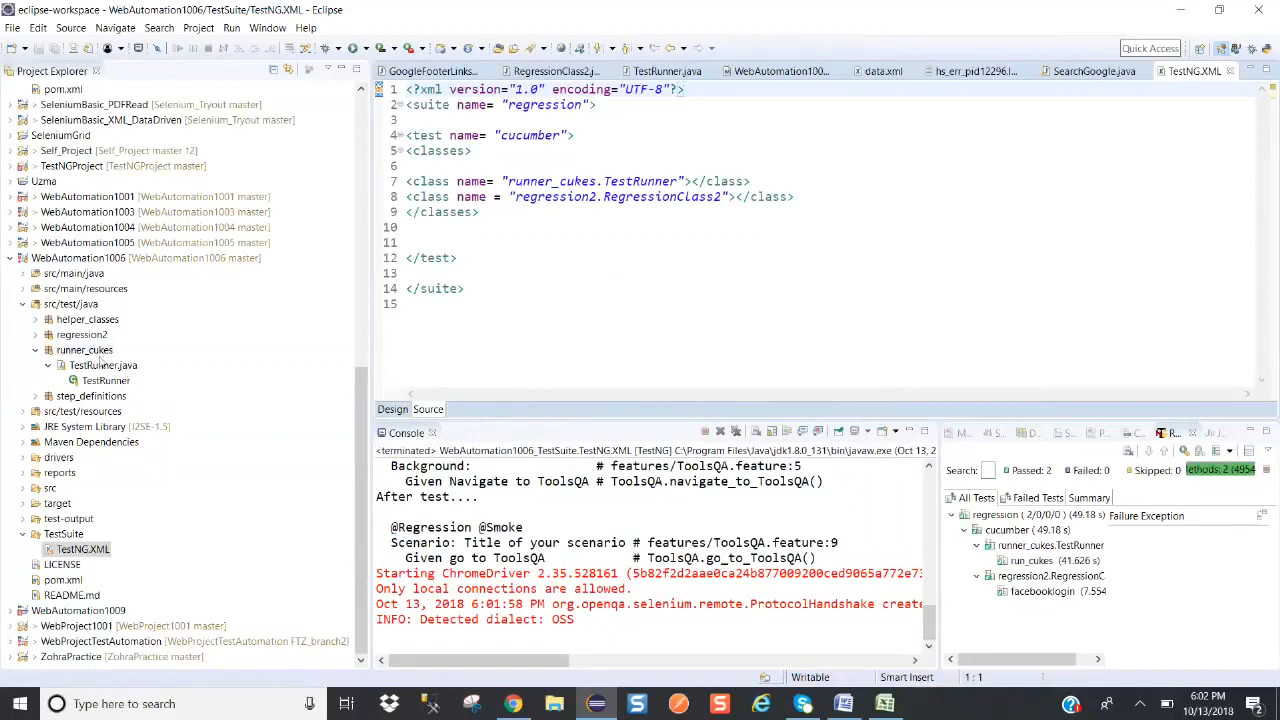 eclipse-workspace - WebAutomation1006/TestSuite/TestNG.XML - Eclipse
File Edit Source Navigate Search Project Run Window Help
Quick Access
Project Explorer
pom.xml
SeleniumBasic_PDFRead [Selenium_Tryout master]
SeleniumBasic_XML_DataDriven [Selenium_Tryout master]
SeleniumGrid
Self_Project [Self_Project master 12]
TestNGProject [TestNGProject master]
Uzma
WebAutomation1001 [WebAutomation1001 master]
WebAutomation1003 [WebAutomation1003 master]
WebAutomation1004 [WebAutomation1004 master]
WebAutomation1005 [WebAutomation1005 master]
WebAutomation1006 [WebAutomation1006 master]
src/main/java
src/main/resources
src/test/java
helper_classes
regression2
runner_cukes
TestRunner.java
TestRunner
step_definitions
src/test/resources
JRE System Library [J2SE-1.5]
Maven Dependencies
drivers
reports
src
target
test-output
TestSuite
TestNG.XML
LICENSE
pom.xml
README.md
WebAutomation1009
WebProject1001 [WebProject1001 master]
WebProjectTestAutomation [WebProjectTestAutomation FTZ_branch2]
ZohraPractice [ZohraPractice master]
GoogleFooterLinks... RegressionClass2.j... TestRunner.java WebAutomation100... data.xml hs_err_pid12296.l... SearchGoogle.java TestNG.XML
1 <?xml version="1.0" encoding="UTF-8"?>
2 <suite name= "regression">
3
4 <test name= "cucumber">
5 <classes>
6
7 <class name= "runner_cukes.TestRunner"></class>
8 <class name = "regression2.RegressionClass2"></class>
9 </classes>
10
11
12 </test>
13
14 </suite>
15
Design Source
Console
<terminated> WebAutomation1006_TestSuite.TestNG.XML [TestNG] C:\Program Files\Java\jdk1.8.0_131\bin\javaw.exe (Oct 13, 2
Background: # features/ToolsQA.feature:5
Given Navigate to ToolsQA # ToolsQA.navigate_to_ToolsQA()
After test....
@Regression @Smoke
Scenario: Title of your scenario # features/ToolsQA.feature:9
Given go to ToolsQA # ToolsQA.go_to_ToolsQA()
Starting ChromeDriver 2.35.528161 (5b82f2d2aae0ca24b877009200ced9065a772e73
Only local connections are allowed.
Oct 13, 2018 6:01:58 PM org.openqa.selenium.remote.ProtocolHandshake create
INFO: Detected dialect: OSS
M... S... D... S... P... C... R... J...
Search: Passed: 2 Failed: 0 Skipped: 0 ethods: 2 (4954
All Tests Failed Tests Summary
regression ( 2/0/0/0 ) (49.18 s) Failure Exception
cucumber ( 49.18 s)
runner_cukes.TestRunner
run_cukes (41.626 s)
regression2.RegressionC
facebooklogin ( 7.554
Writable Smart Insert 1 : 1
Type here to search
6:02 PM
10/13/2018